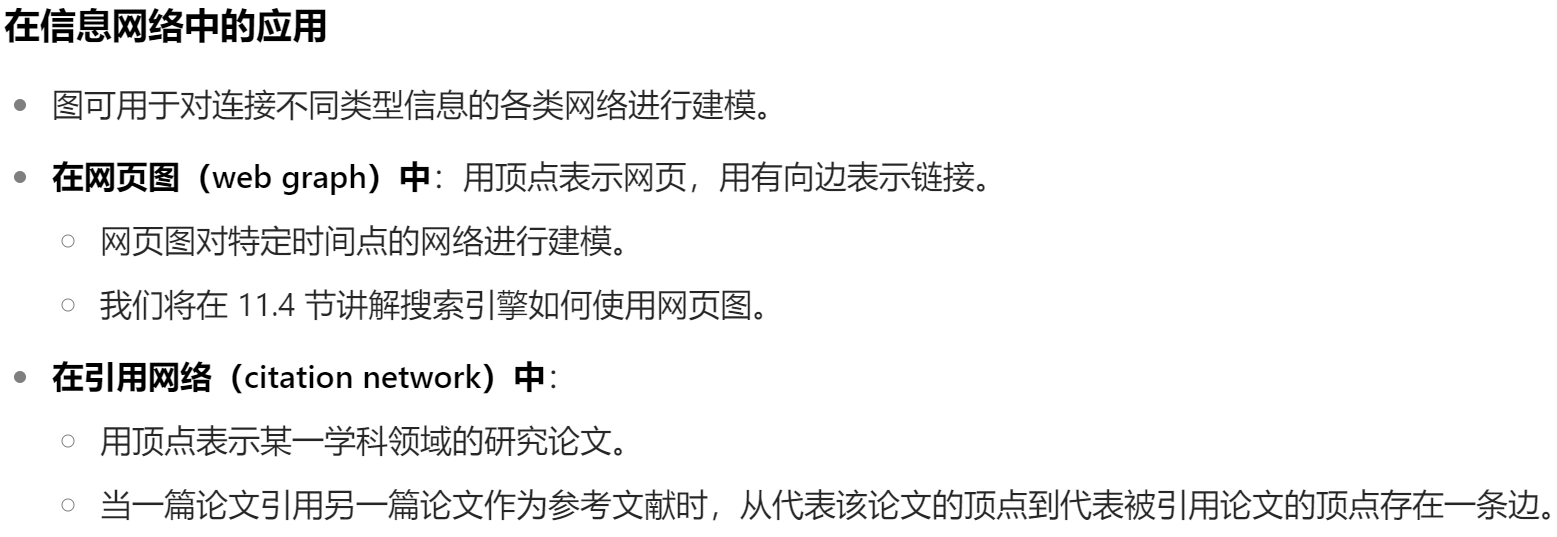 在信息网络中的应用
图可用于对连接不同类型信息的各类网络进行建模。
在网页图（web graph）中：用顶点表示网页，用有向边表示链接。
网页图对特定时间点的网络进行建模。
我们将在 11.4 节讲解搜索引擎如何使用网页图。
在引用网络（citation network）中：
用顶点表示某一学科领域的研究论文。
当一篇论文引用另一篇论文作为参考文献时，从代表该论文的顶点到代表被引用论文的顶点存在一条边。